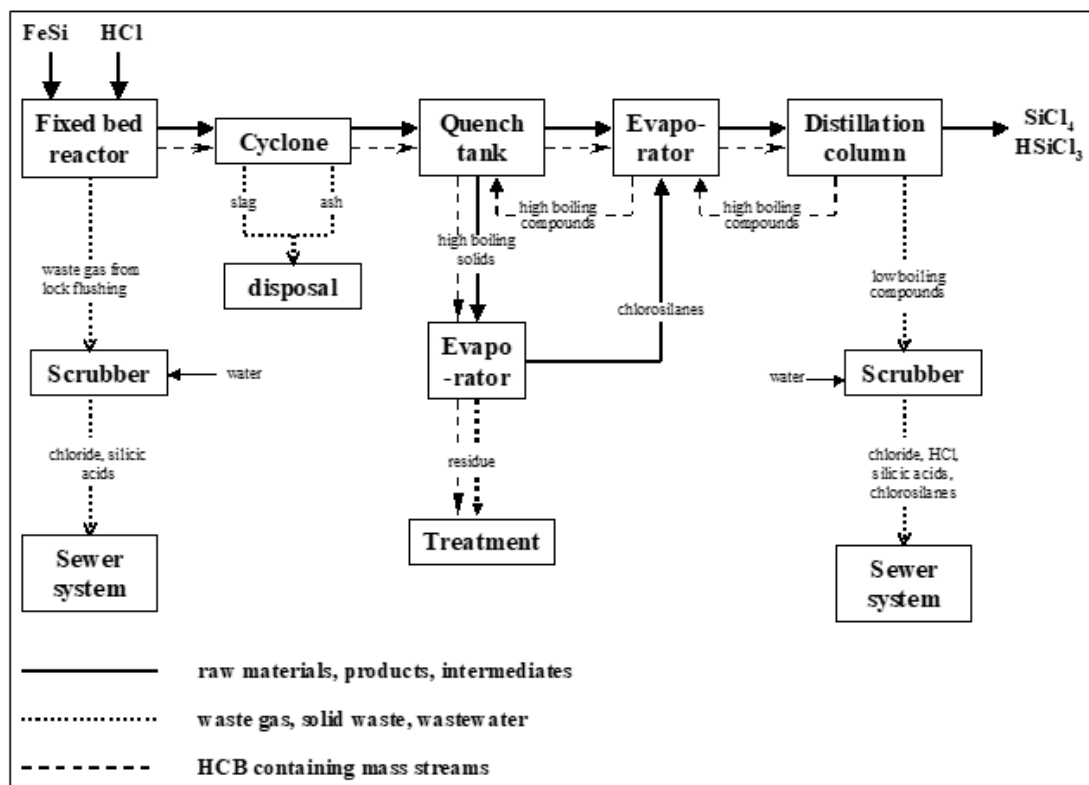 FeSi
HCl
Fixed bed
reactor
Cyclone
Quench
tank
Evapo-
rator
Distillation
column
SiCl4
HSiCl3
slag
ash
high boiling
compounds
high boiling
compounds
high boiling
solids
waste gas from
lock flushing
disposal
chlorosilanes
low boiling
compounds
Scrubber
water
Evapo
-rator
water
Scrubber
chloride, silicic
acids
residue
chloride, HCl,
silicic acids,
chlorosilanes
Sewer
system
Treatment
Sewer
system
raw materials, products, intermediates
waste gas, solid waste, wastewater
HCB containing mass streams